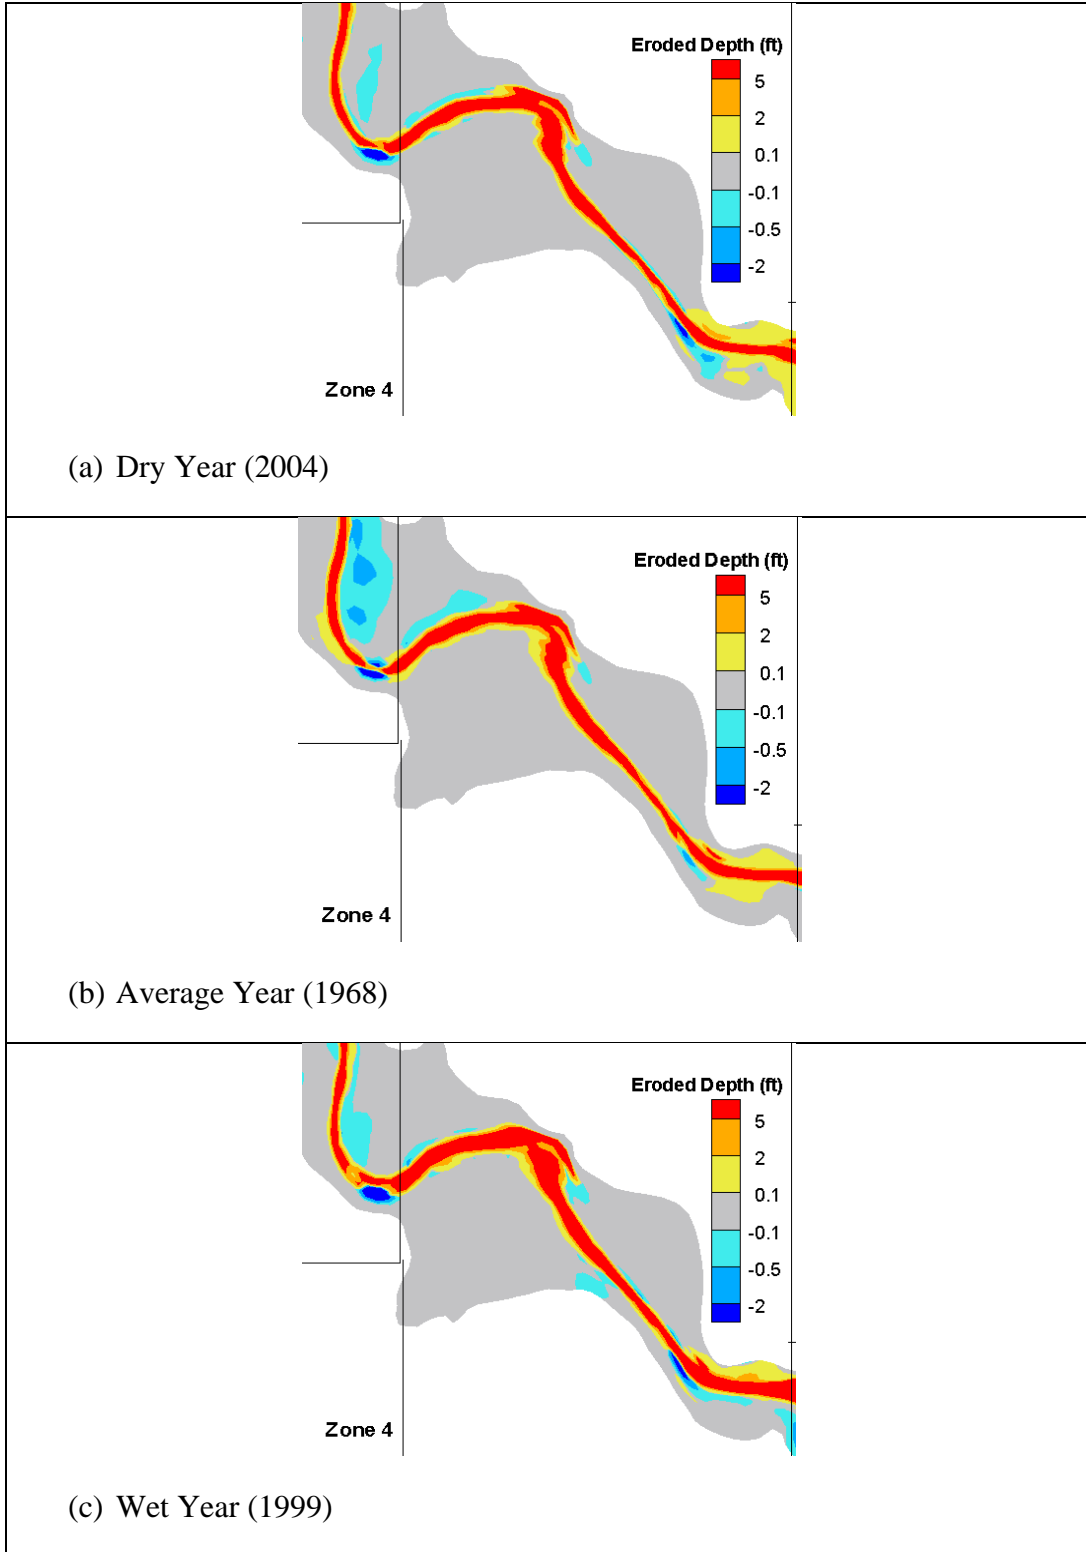 Eroded Depth (ft)
5
2
0.1
-0.1
-0.5
-2
Zone 4
(a) Dry Year (2004)
Eroded Depth (ft)
5
2
0.1
-0.1
-0.5
-2
Zone 4
(b) Average Year (1968)
Eroded Depth (ft)
5
2
0.1
-0.1
-0.5
-2
Zone 4
(c) Wet Year (1999)